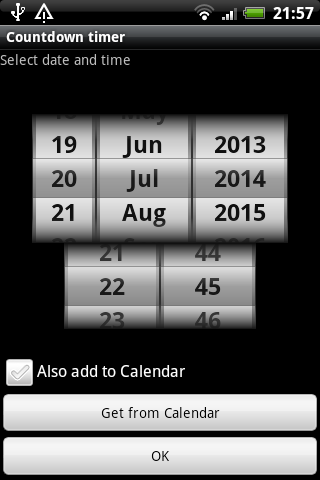 21:57
Countdown timer
Select date and time
May
19 Jun 2013
20 Jul 2014
21 Aug 2015
2016
21 44
22 45
23 46
Also add to Calendar
Get from Calendar
OK